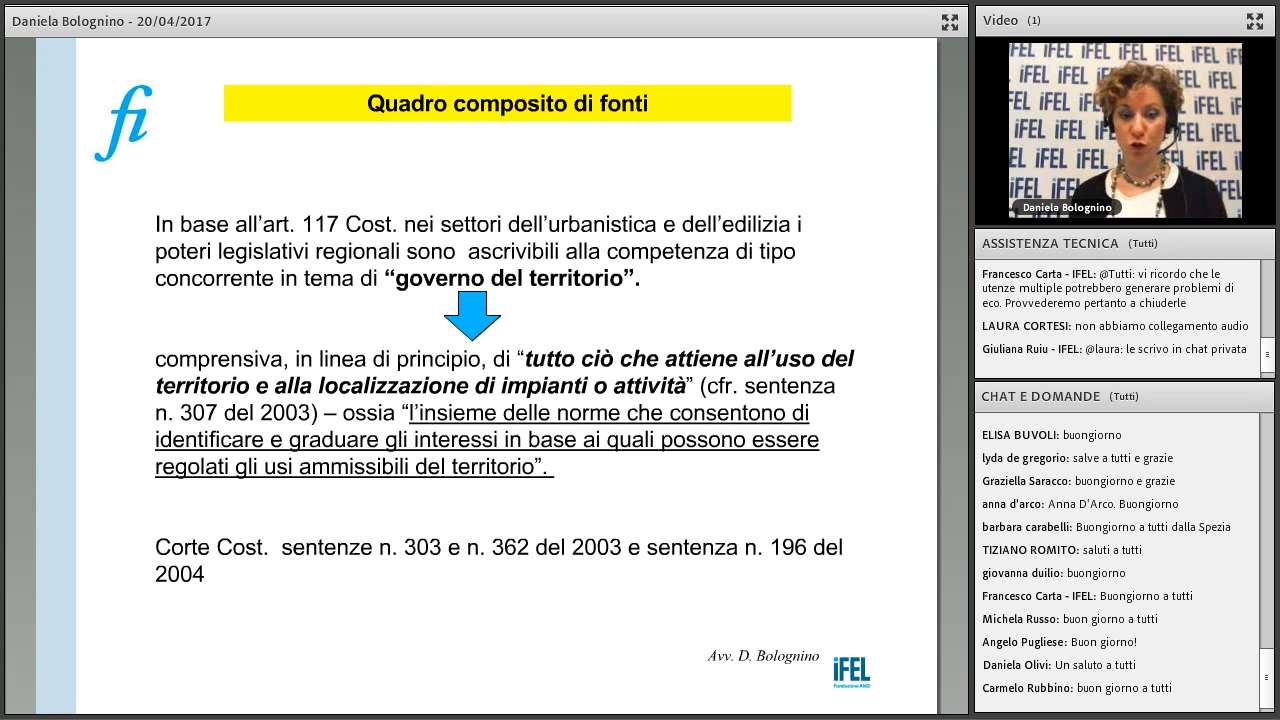 Daniela Bolognino - 20/04/2017
fi
Quadro composito di fonti
In base all’art. 117 Cost. nei settori dell’urbanistica e dell’edilizia i
poteri legislativi regionali sono  ascrivibili alla competenza di tipo
concorrente in tema di “governo del territorio”.
comprensiva, in linea di principio, di “tutto ciò che attiene all’uso del
territorio e alla localizzazione di impianti o attività” (cfr. sentenza
n. 307 del 2003) – ossia “l’insieme delle norme che consentono di
identificare e graduare gli interessi in base ai quali possono essere
regolati gli usi ammissibili del territorio”.
Corte Cost.  sentenze n. 303 e n. 362 del 2003 e sentenza n. 196 del
2004
Avv. D. Bolognino
iFEL
Fondazione ANCI
Video (1)
iFEL
Daniela Bolognino
ASSISTENZA TECNICA (Tutti)
Francesco Carta - IFEL: @Tutti: vi ricordo che le
utenze multiple potrebbero generare problemi di
eco. Provvederemo pertanto a chiuderle
LAURA CORTESI: non abbiamo collegamento audio
Giuliana Ruiu - IFEL: @laura: le scrivo in chat privata
CHAT E DOMANDE (Tutti)
ELISA BUVOLI: buongiorno
lyda de gregorio: salve a tutti e grazie
Graziella Saracco: buongiorno e grazie
anna d'arco: Anna D'Arco. Buongiorno
barbara carabelli: Buongiorno a tutti dalla Spezia
TIZIANO ROMITO: saluti a tutti
giovanna duilio: buongiorno
Francesco Carta - IFEL: Buongiorno a tutti
Michela Russo: buon giorno a tutti
Angelo Pugliese: Buon giorno!
Daniela Olivi: Un saluto a tutti
Carmelo Rubbino: buon giorno a tutti